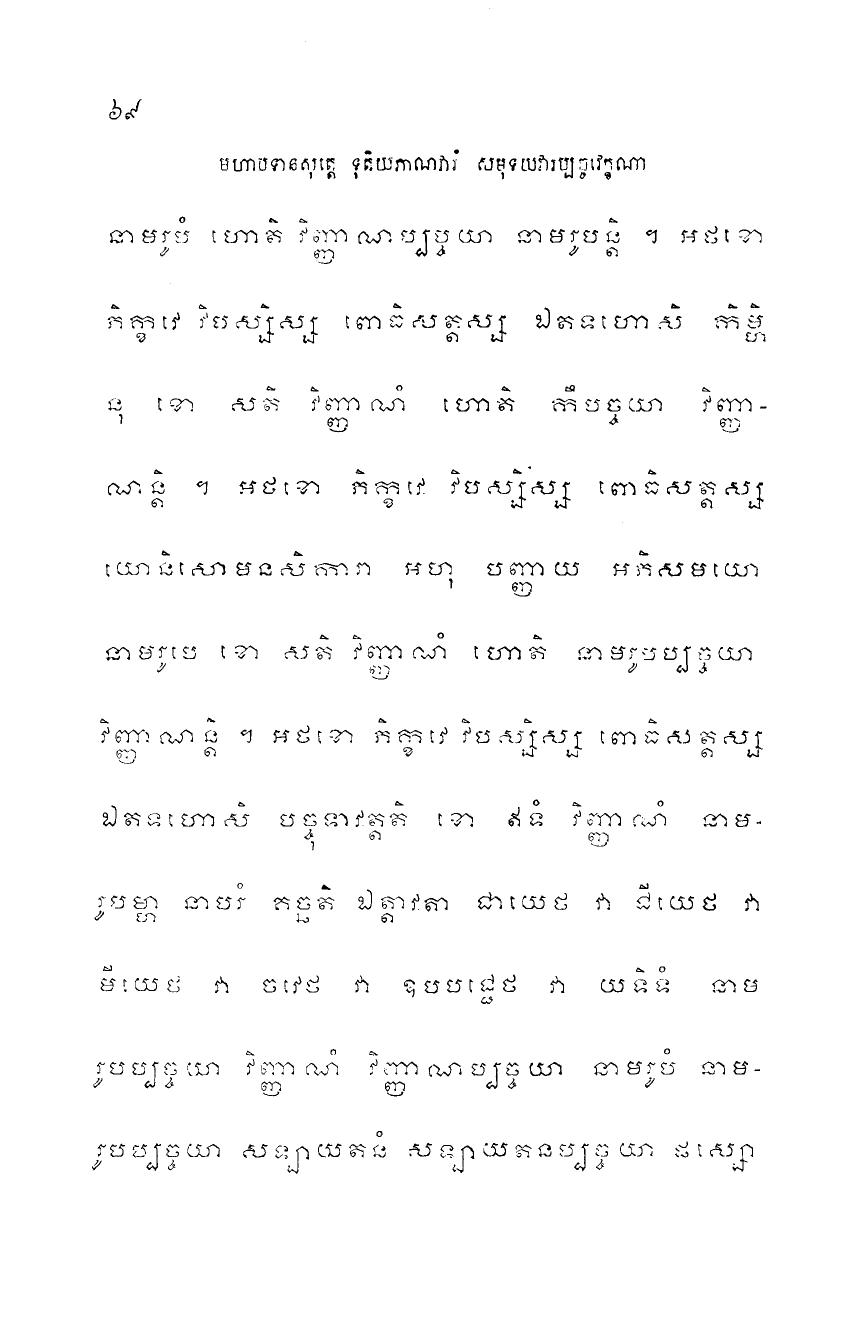 ៦៩
មហាបទានសុត្តេ ទុតិយភាណវារំ សមុទយវារប្បច្ចវេក្ខណា
នាមរូបំ ហោតិ វិញ្ញាណប្បច្ចយា នាមរូបន្តិ ។ អថខោ
ភិក្ខវេ វិបស្សិស្ស ពោធិសត្តស្ស ឯតទហោសិ កិម្ហិ
នុ ខោ សតិ វិញ្ញាណំ ហោតិ កឹបច្ចយា វិញ្ញា-
ណន្តិ ។ អថខោ ភិក្ខវេ វិបស្សិស្ស ពោធិសត្តស្ស
យោនិសោមនសិការា អហុ បញ្ញាយ អភិសមយោ
នាមរូបេ ខោ សតិ វិញ្ញាណំ ហោតិ នាមរូបប្បច្ចយា
វិញ្ញាណន្តិ ។ អថខោ ភិក្ខវេ វិបស្សិស្ស ពោធិសត្តស្ស
ឯតទហោសិ បច្ចុទាវត្តតិ ខោ ឥទំ វិញ្ញាណំ នាម-
រូបម្ហា នាបរំ គច្ឆតិ ឯត្តាវតា ជាយេថ វា ជីយេថ វា
មីយេថ វា ចវេថ វា ឧបបជ្ជេថ វា យទិទំ នាម
រូបប្បច្ចយា វិញ្ញាណំ វិញ្ញាណប្បច្ចយា នាមរូបំ នាម-
រូបប្បច្ចយា សឡាយតនំ សឡាយតនប្បច្ចយា ផស្សោ